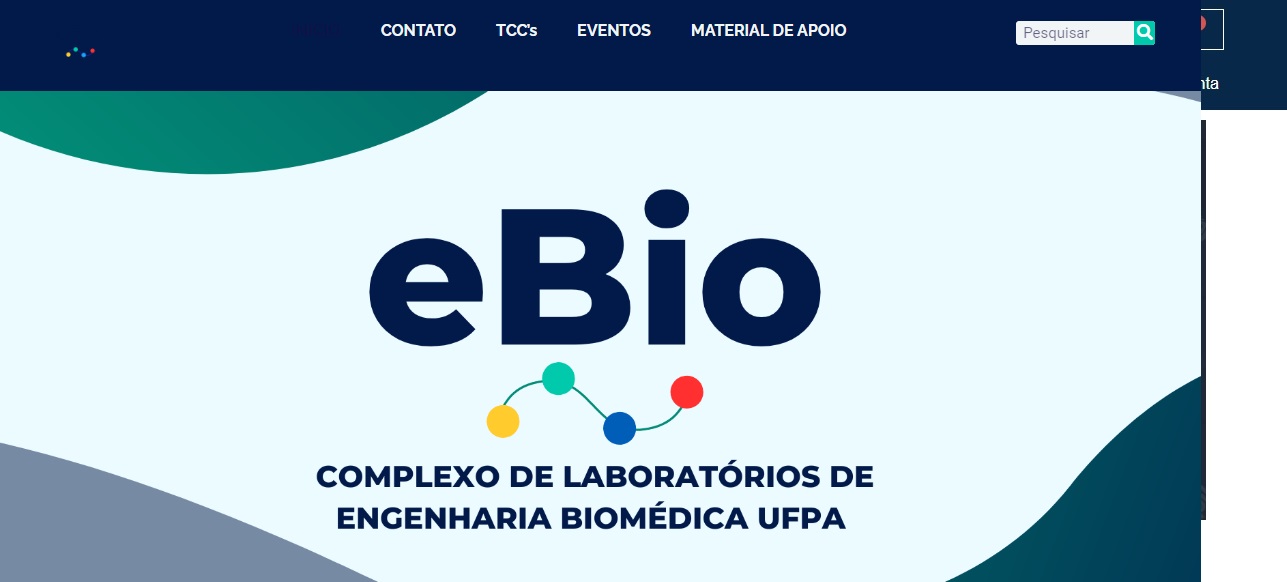 CONTATO TCC's EVENTOS MATERIAL DE APOIO Pesquisar
nta
eBio
COMPLEXO DE LABORATÓRIOS DE
ENGENHARIA BIOMÉDICA UFPA